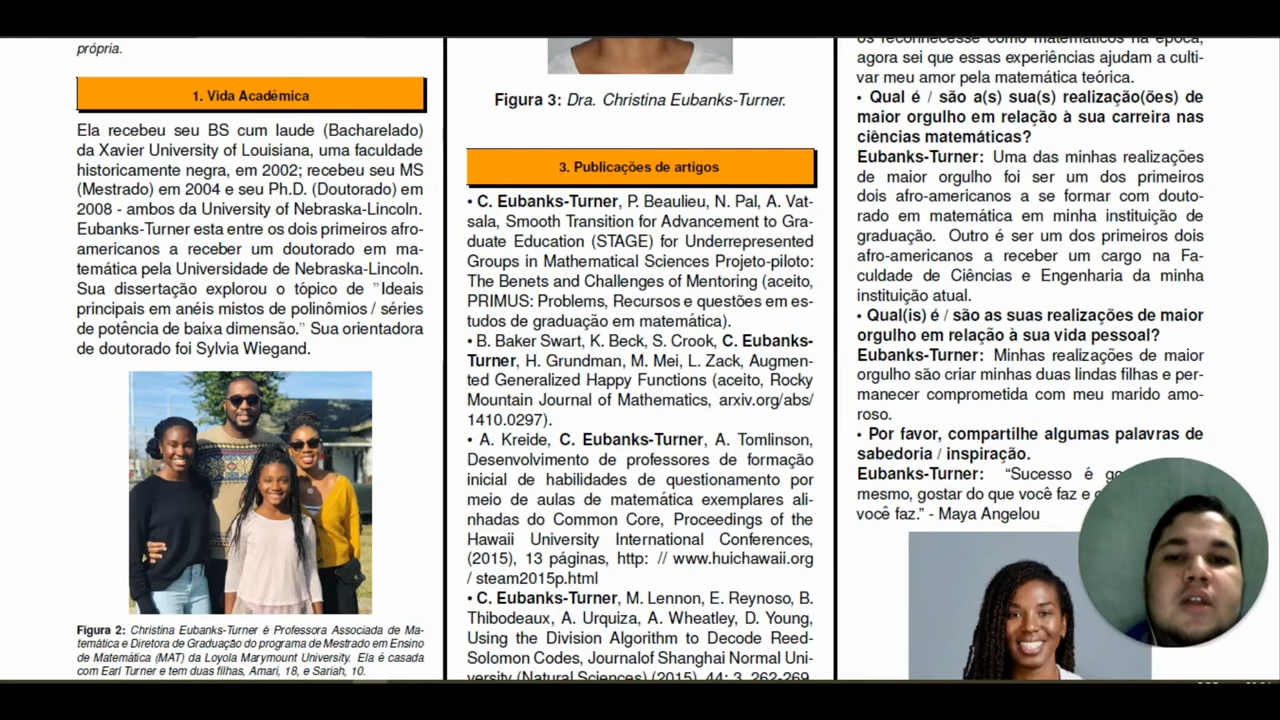 própria.
1. Vida Acadêmica
Ela recebeu seu BS cum laude (Bacharelado)
da Xavier University of Louisiana, uma faculdade
historicamente negra, em 2002; recebeu seu MS
(Mestrado) em 2004 e seu Ph.D. (Doutorado) em
2008 - ambos da University of Nebraska-Lincoln.
Eubanks-Turner esta entre os dois primeiros afro-
americanos a receber um doutorado em ma-
temática pela Universidade de Nebraska-Lincoln.
Sua dissertação explorou o tópico de "Ideais
principais em anéis mistos de polinômios / séries
de potência de baixa dimensão." Sua orientadora
de doutorado foi Sylvia Wiegand.
Figura 2: Christina Eubanks-Turner é Professora Associada de Ma-
temática e Diretora de Graduação do programa de Mestrado em Ensino
de Matemática (MAT) da Loyola Marymount University. Ela é casada
com Earl Turner e tem duas filhas, Amari, 18, e Sariah, 10.
Figura 3: Dra. Christina Eubanks-Turner.
3. Publicações de artigos
• C. Eubanks-Turner, P. Beaulieu, N. Pal, A. Vat-
sala, Smooth Transition for Advancement to Gra-
duate Education (STAGE) for Underrepresented
Groups in Mathematical Sciences Projeto-piloto:
The Benets and Challenges of Mentoring (aceito,
PRIMUS: Problems, Recursos e questões em es-
tudos de graduação em matemática).
• B. Baker Swart, K. Beck, S. Crook, C. Eubanks-
Turner, H. Grundman, M. Mei, L. Zack, Augmen-
ted Generalized Happy Functions (aceito, Rocky
Mountain Journal of Mathematics, arxiv.org/abs/
1410.0297).
• A. Kreide, C. Eubanks-Turner, A. Tomlinson,
Desenvolvimento de professores de formação
inicial de habilidades de questionamento por
meio de aulas de matemática exemplares ali-
nhadas do Common Core, Proceedings of the
Hawaii University International Conferences,
(2015), 13 páginas, http: // www.huichawaii.org
/ steam2015p.html
• C. Eubanks-Turner, M. Lennon, E. Reynoso, B.
Thibodeaux, A. Urquiza, A. Wheatley, D. Young,
Using the Division Algorithm to Decode Reed-
Solomon Codes, Journalof Shanghai Normal Uni-
versity (Natural Sciences) (2015), 44: 3, 262-269.
os reconhecesse como matemáticos na época,
agora sei que essas experiências ajudam a culti-
var meu amor pela matemática teórica.
• Qual é / são a(s) sua(s) realização(ões) de
maior orgulho em relação à sua carreira nas
ciências matemáticas?
Eubanks-Turner: Uma das minhas realizações
de maior orgulho foi ser um dos primeiros
dois afro-americanos a se formar com douto-
rado em matemática em minha instituição de
graduação. Outro é ser um dos primeiros dois
afro-americanos a receber um cargo na Fa-
culdade de Ciências e Engenharia da minha
instituição atual.
• Qual(is) é / são as suas realizações de maior
orgulho em relação à sua vida pessoal?
Eubanks-Turner: Minhas realizações de maior
orgulho são criar minhas duas lindas filhas e per-
manecer comprometida com meu marido amo-
roso.
• Por favor, compartilhe algumas palavras de
sabedoria / inspiração.
Eubanks-Turner: "Sucesso é
mesmo, gostar do que você faz e
você faz." - Maya Angelou